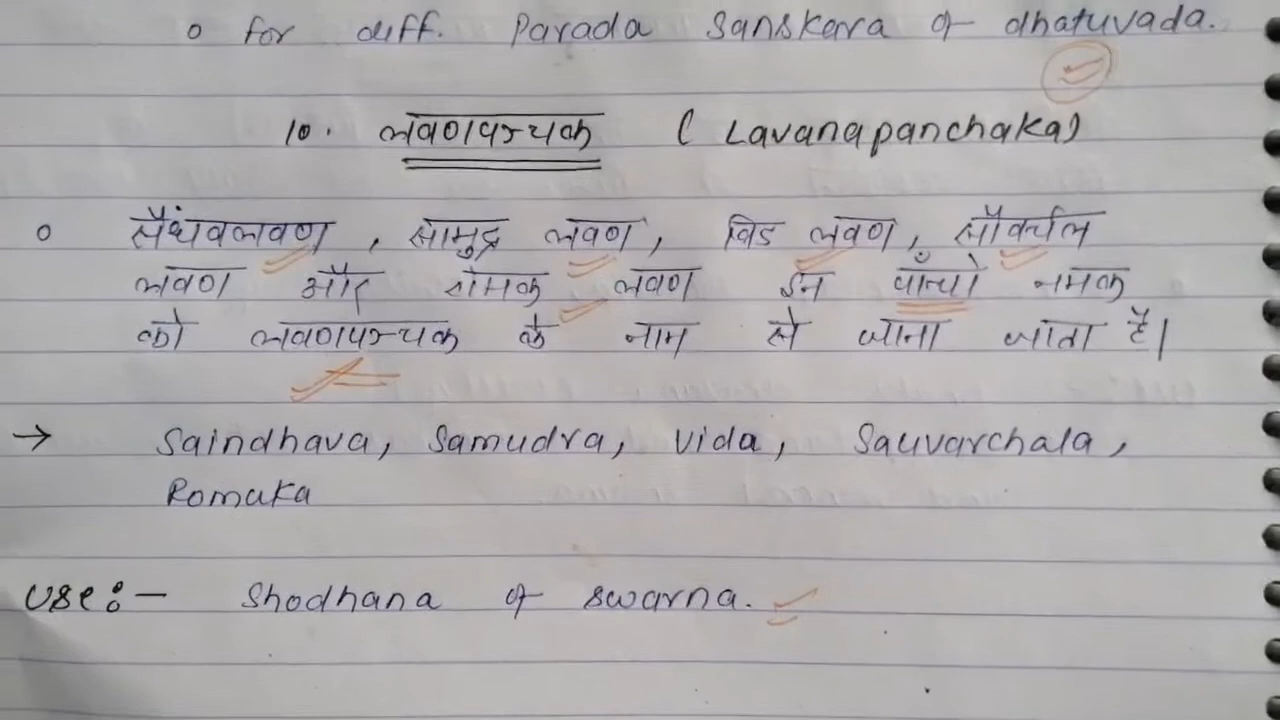 o for diff. Parada Sanskara of dhatuvada.
10. लवणपञ्चक (Lavanapanchaka)
o सैंधवलवण, सामुद्र लवण, विड लवण, सौवर्चल
लवण और रोमक लवण इन पाँचो नमक
को लवणपञ्चक के नाम से जाना जाता है।
→ Saindhava, Samudra, Vida, Sauvarchala,
Romaka
Use:- Shodhana of swarna.